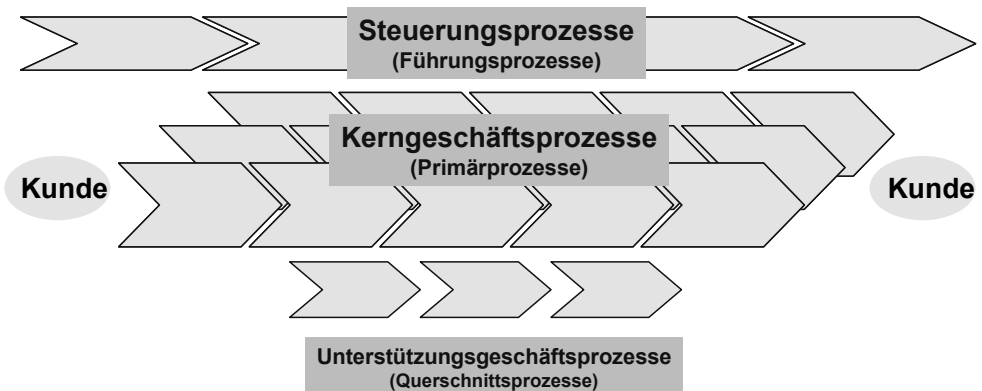 Steuerungsprozesse
(Führungsprozesse)
Kerngeschäftsprozesse
(Primärprozesse)
Kunde
Kunde
Unterstützungsgeschäftsprozesse
(Querschnittsprozesse)